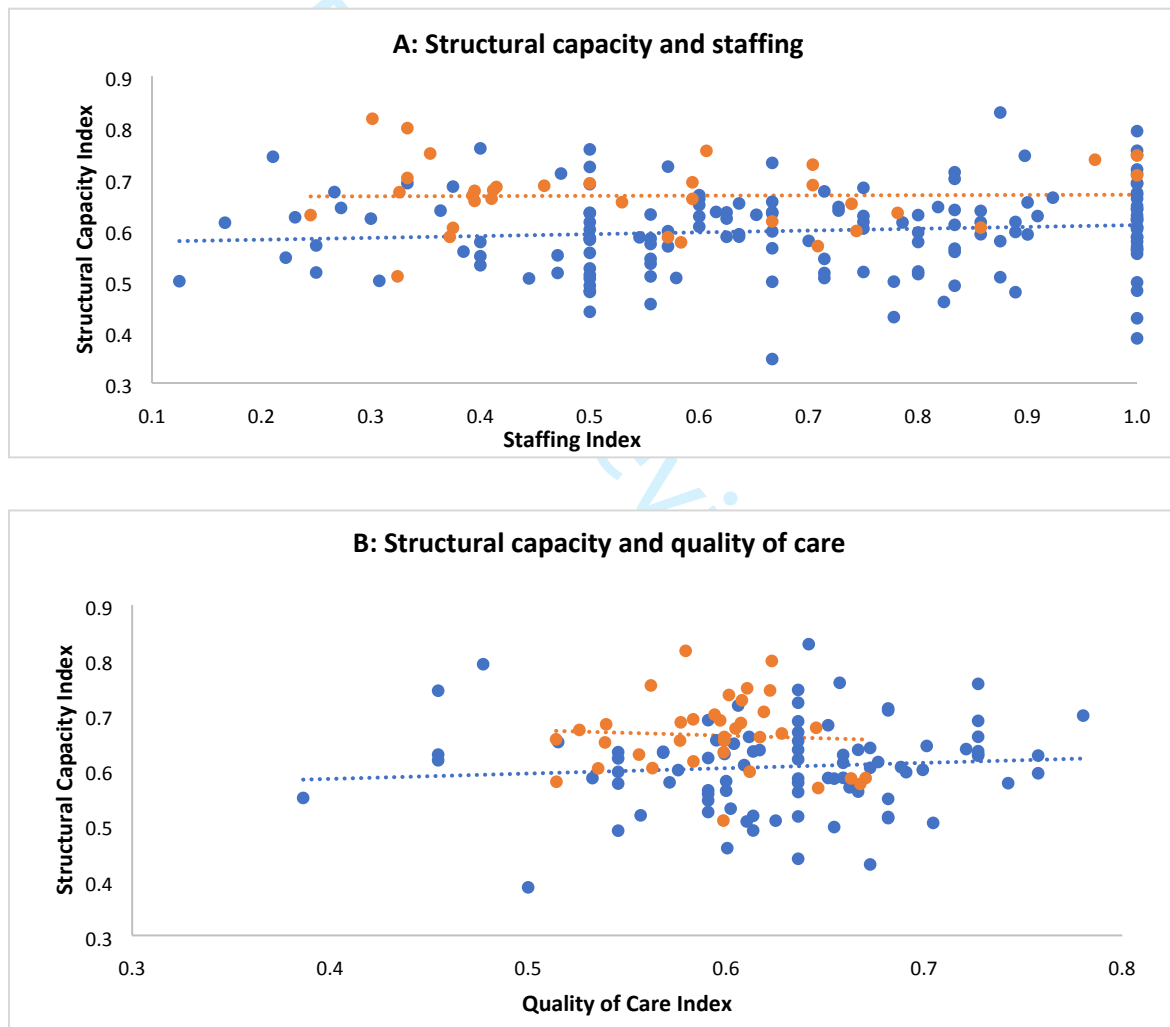 A: Structural capacity and staffing
Structural Capacity Index
0.9
0.8
0.7
0.6
0.5
0.4
0.3
0.1 0.2 0.3 0.4 0.5 0.6 0.7 0.8 0.9 1.0
Staffing Index
B: Structural capacity and quality of care
Structural Capacity Index
0.9
0.8
0.7
0.6
0.5
0.4
0.3
0.3 0.4 0.5 0.6 0.7 0.8
Quality of Care Index